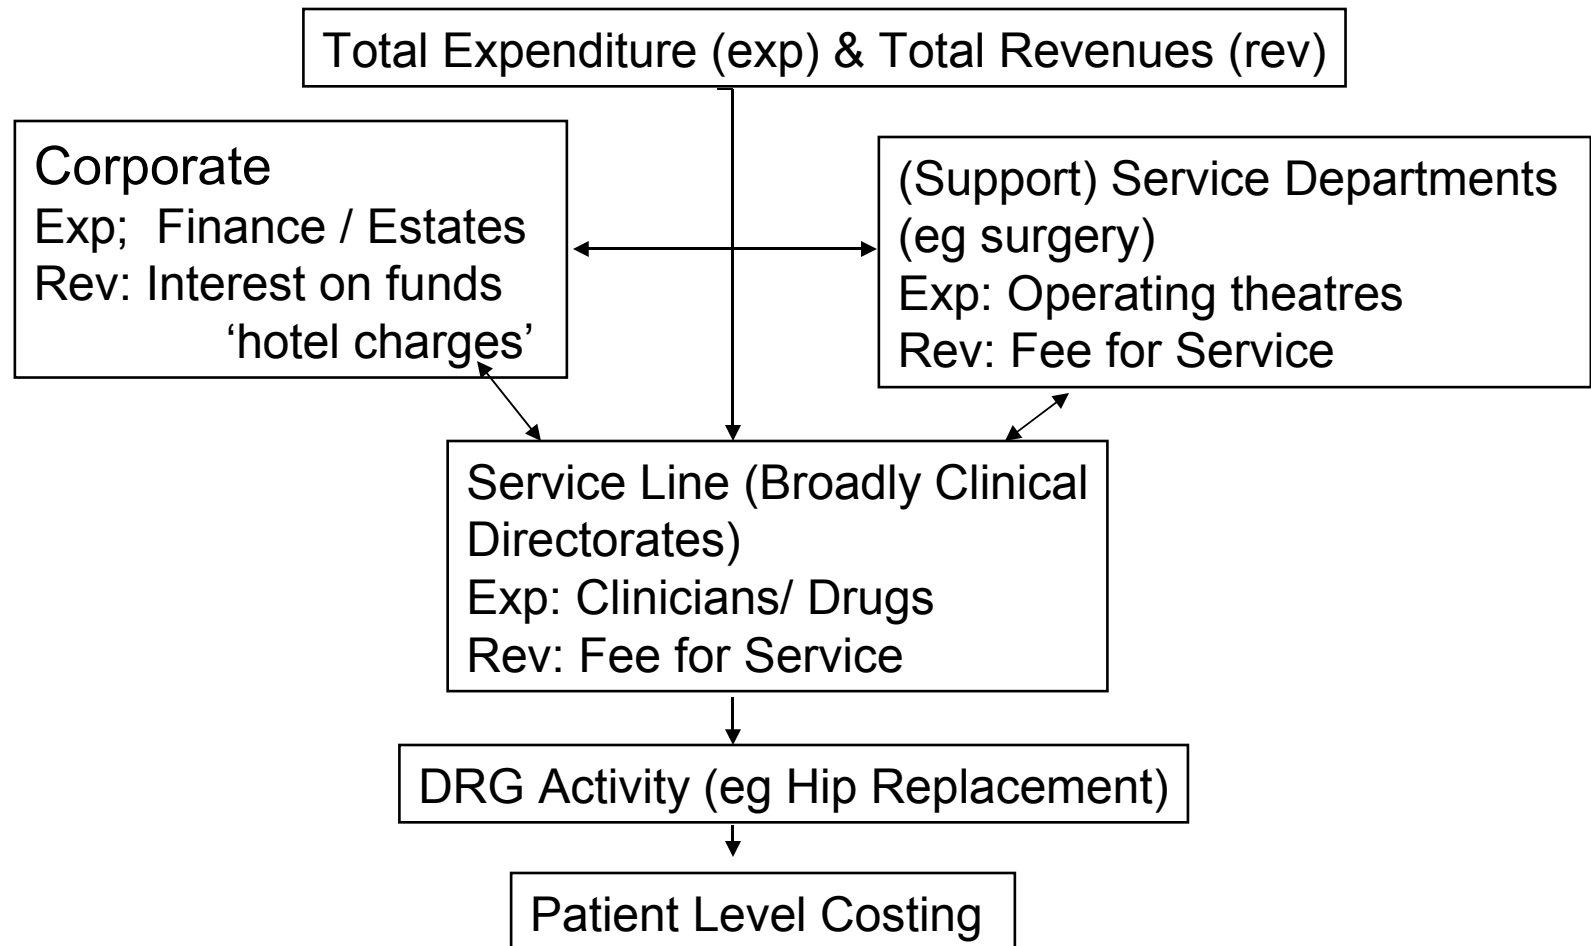 Total Expenditure (exp) & Total Revenues (rev)
Corporate
Exp; Finance / Estates
Rev: Interest on funds
‘hotel charges’
(Support) Service Departments
(eg surgery)
Exp: Operating theatres
Rev: Fee for Service
Service Line (Broadly Clinical
Directorates)
Exp: Clinicians/ Drugs
Rev: Fee for Service
DRG Activity (eg Hip Replacement)
Patient Level Costing